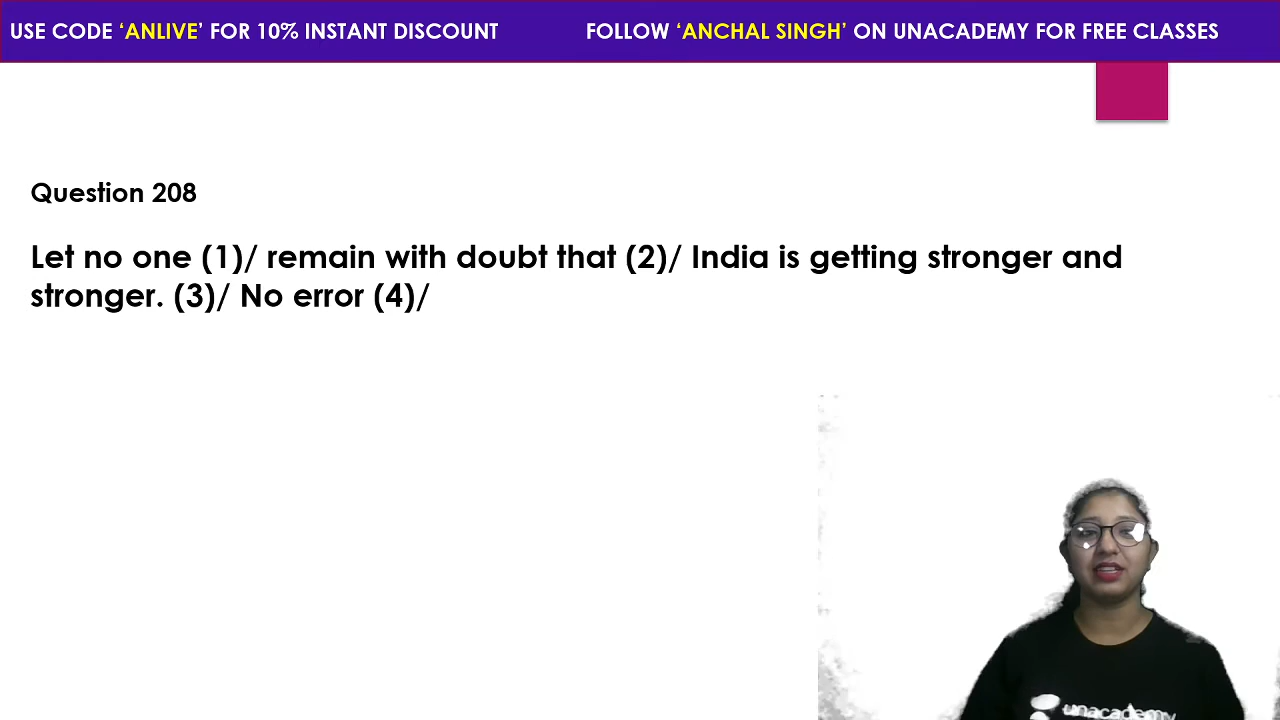 USE CODE ‘ANLIVE’ FOR 10% INSTANT DISCOUNT
FOLLOW ‘ANCHAL SINGH’ ON UNACADEMY FOR FREE CLASSES
Question 208
Let no one (1)/ remain with doubt that (2)/ India is getting stronger and
stronger. (3)/ No error (4)/
unacademy